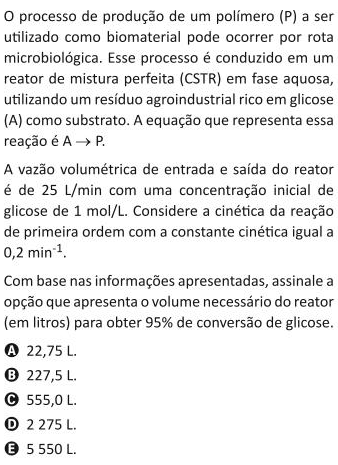 O processo de produção de um polímero (P) a ser
utilizado como biomaterial pode ocorrer por rota
microbiológica. Esse processo é conduzido em um
reator de mistura perfeita (CSTR) em fase aquosa,
utilizando um resíduo agroindustrial rico em glicose
(A) como substrato. A equação que representa essa
reação é A → P.
A vazão volumétrica de entrada e saída do reator
é de 25 L/min com uma concentração inicial de
glicose de 1 mol/L. Considere a cinética da reação
de primeira ordem com a constante cinética igual a
0,2 min⁻¹.
Com base nas informações apresentadas, assinale a
opção que apresenta o volume necessário do reator
(em litros) para obter 95% de conversão de glicose.
A 22,75 L.
B 227,5 L.
C 555,0 L.
D 2 275 L.
E 5 550 L.